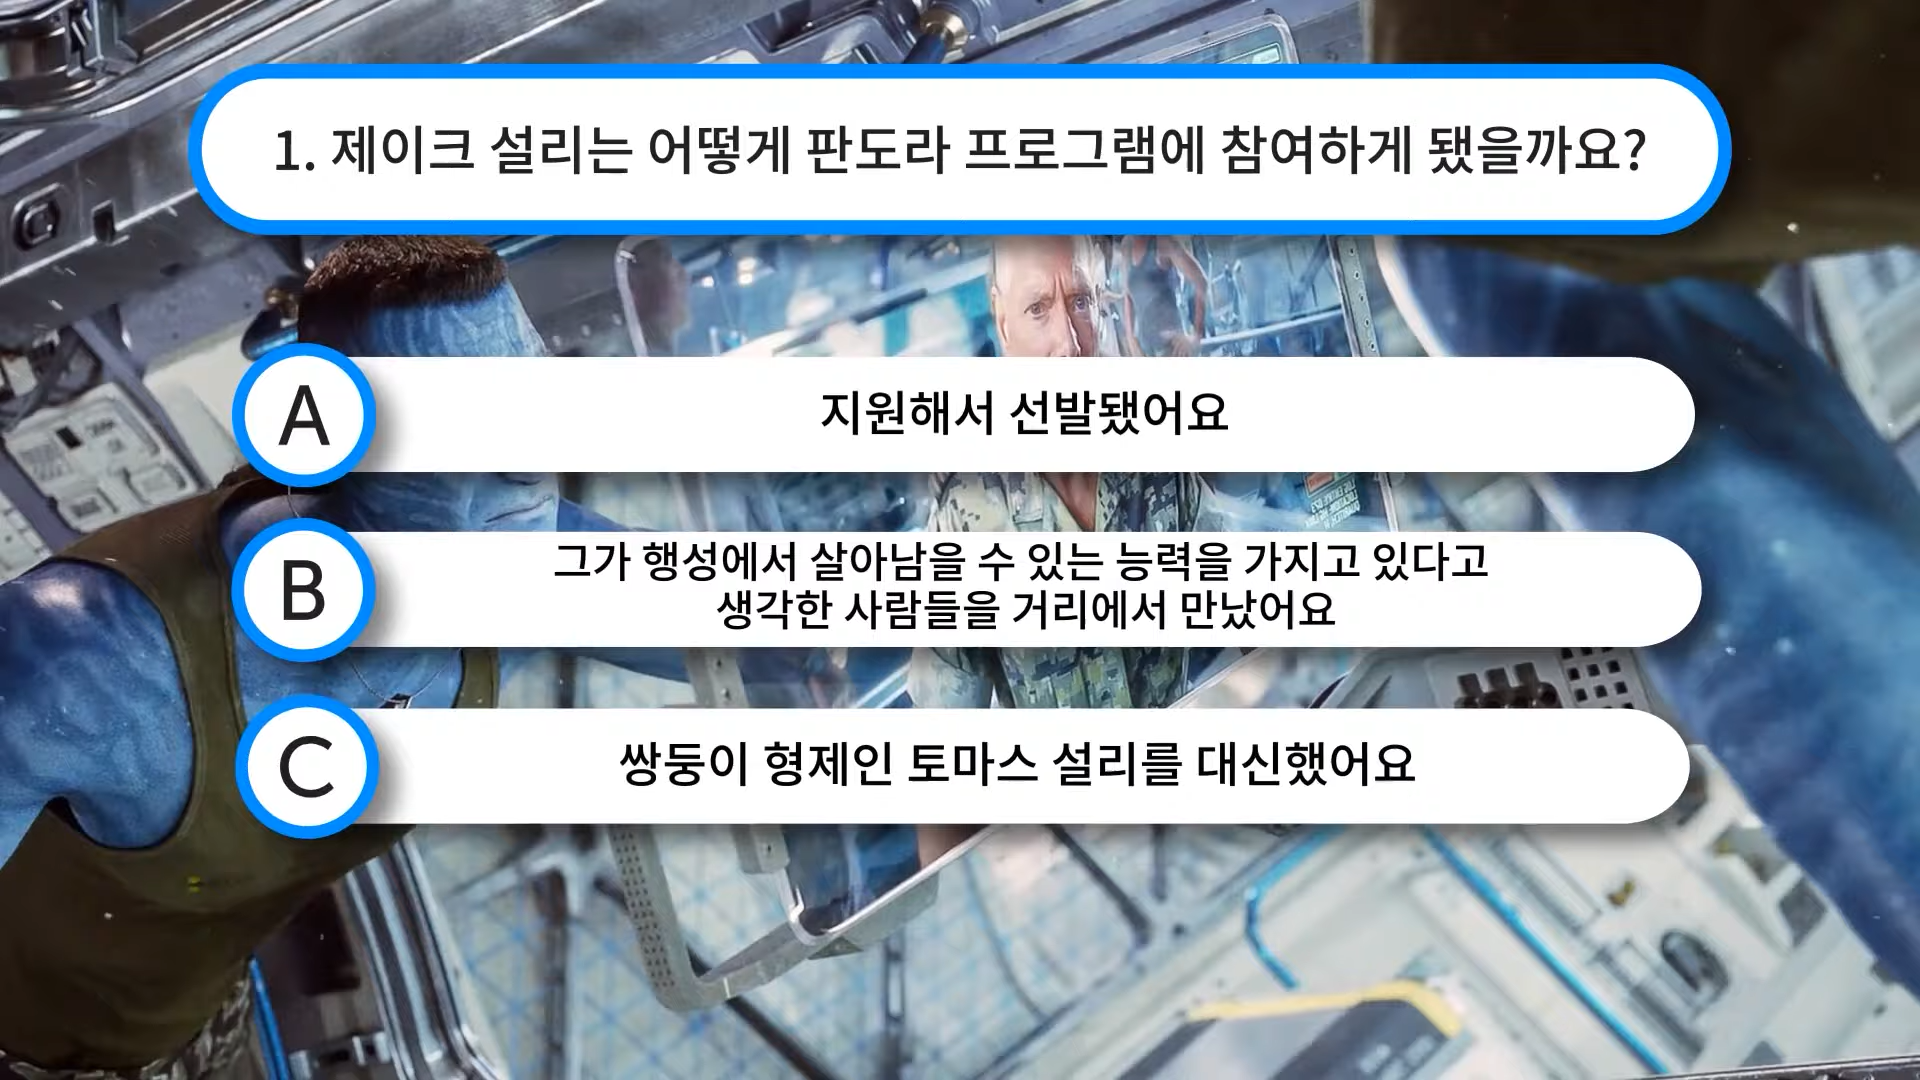 1. 제이크 설리는 어떻게 판도라 프로그램에 참여하게 됐을까요?
A
지원해서 선발됐어요
B
그가 행성에서 살아남을 수 있는 능력을 가지고 있다고
생각한 사람들을 거리에서 만났어요
C
쌍둥이 형제인 토마스 설리를 대신했어요